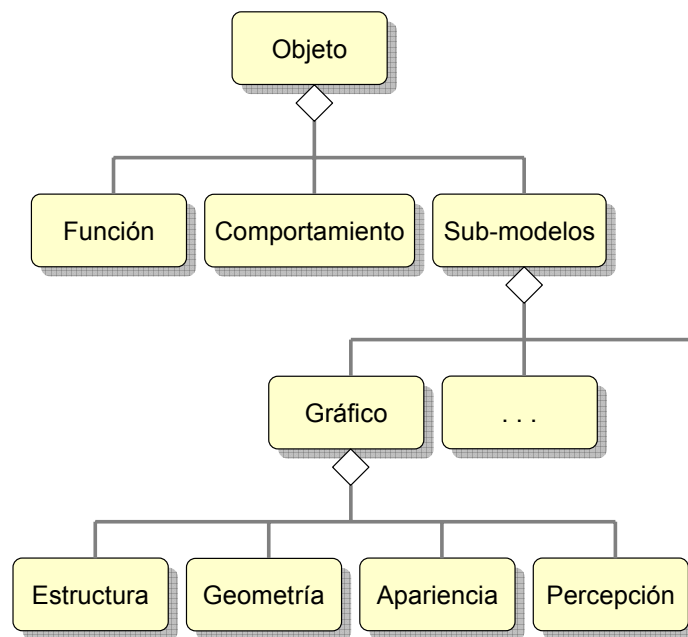 Objeto
Función
Comportamiento
Sub-modelos
Gráfico
. . .
Estructura
Geometría
Apariencia
Percepción